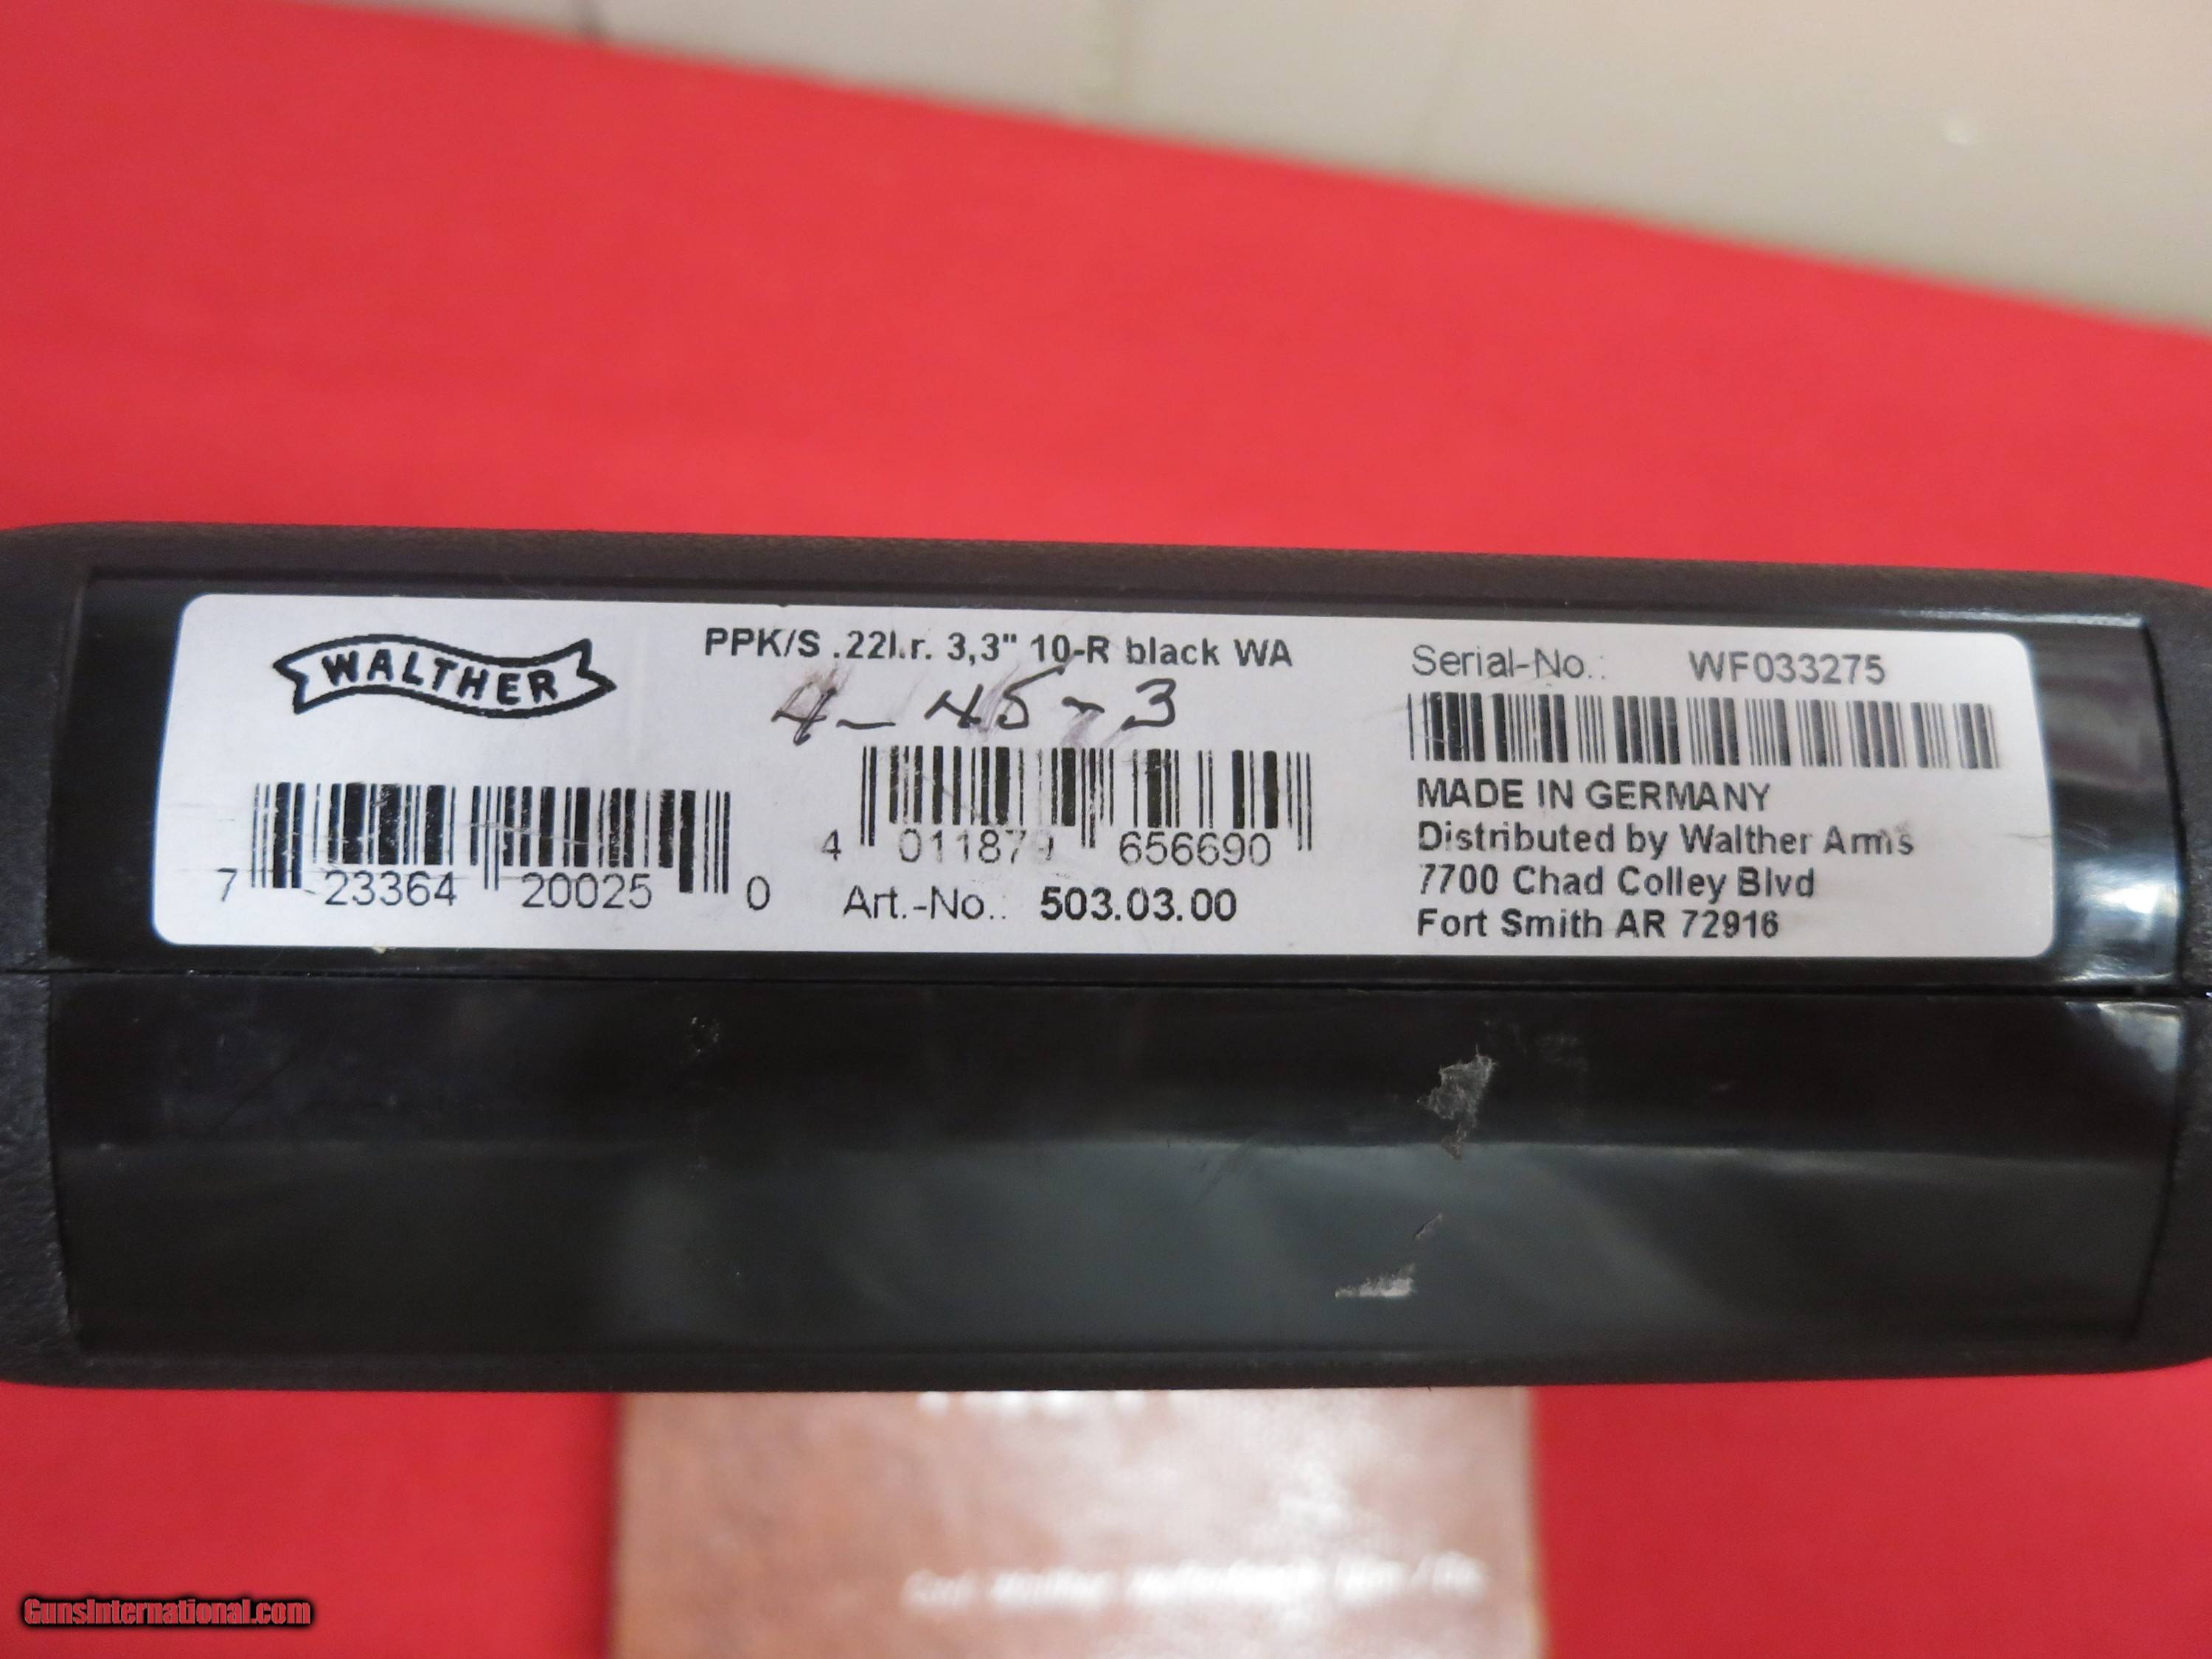 WALTHER
PPK/S .22l.r. 3,3" 10-R black WA
4-45-3
7 23364 20025 0
4 011879 656690
Art.-No.: 503.03.00
Serial-No.: WF033275
MADE IN GERMANY
Distributed by Walther Arms
7700 Chad Colley Blvd
Fort Smith AR 72916
GunsInternational.com